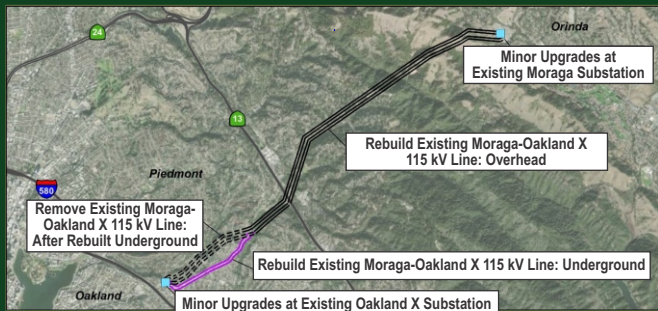 24
Orinda
Minor Upgrades at
Existing Moraga Substation
13
Rebuild Existing Moraga-Oakland X
115 kV Line: Overhead
Piedmont
580
Remove Existing Moraga-
Oakland X 115 kV Line:
After Rebuilt Underground
Rebuild Existing Moraga-Oakland X 115 kV Line: Underground
Oakland
Minor Upgrades at Existing Oakland X Substation